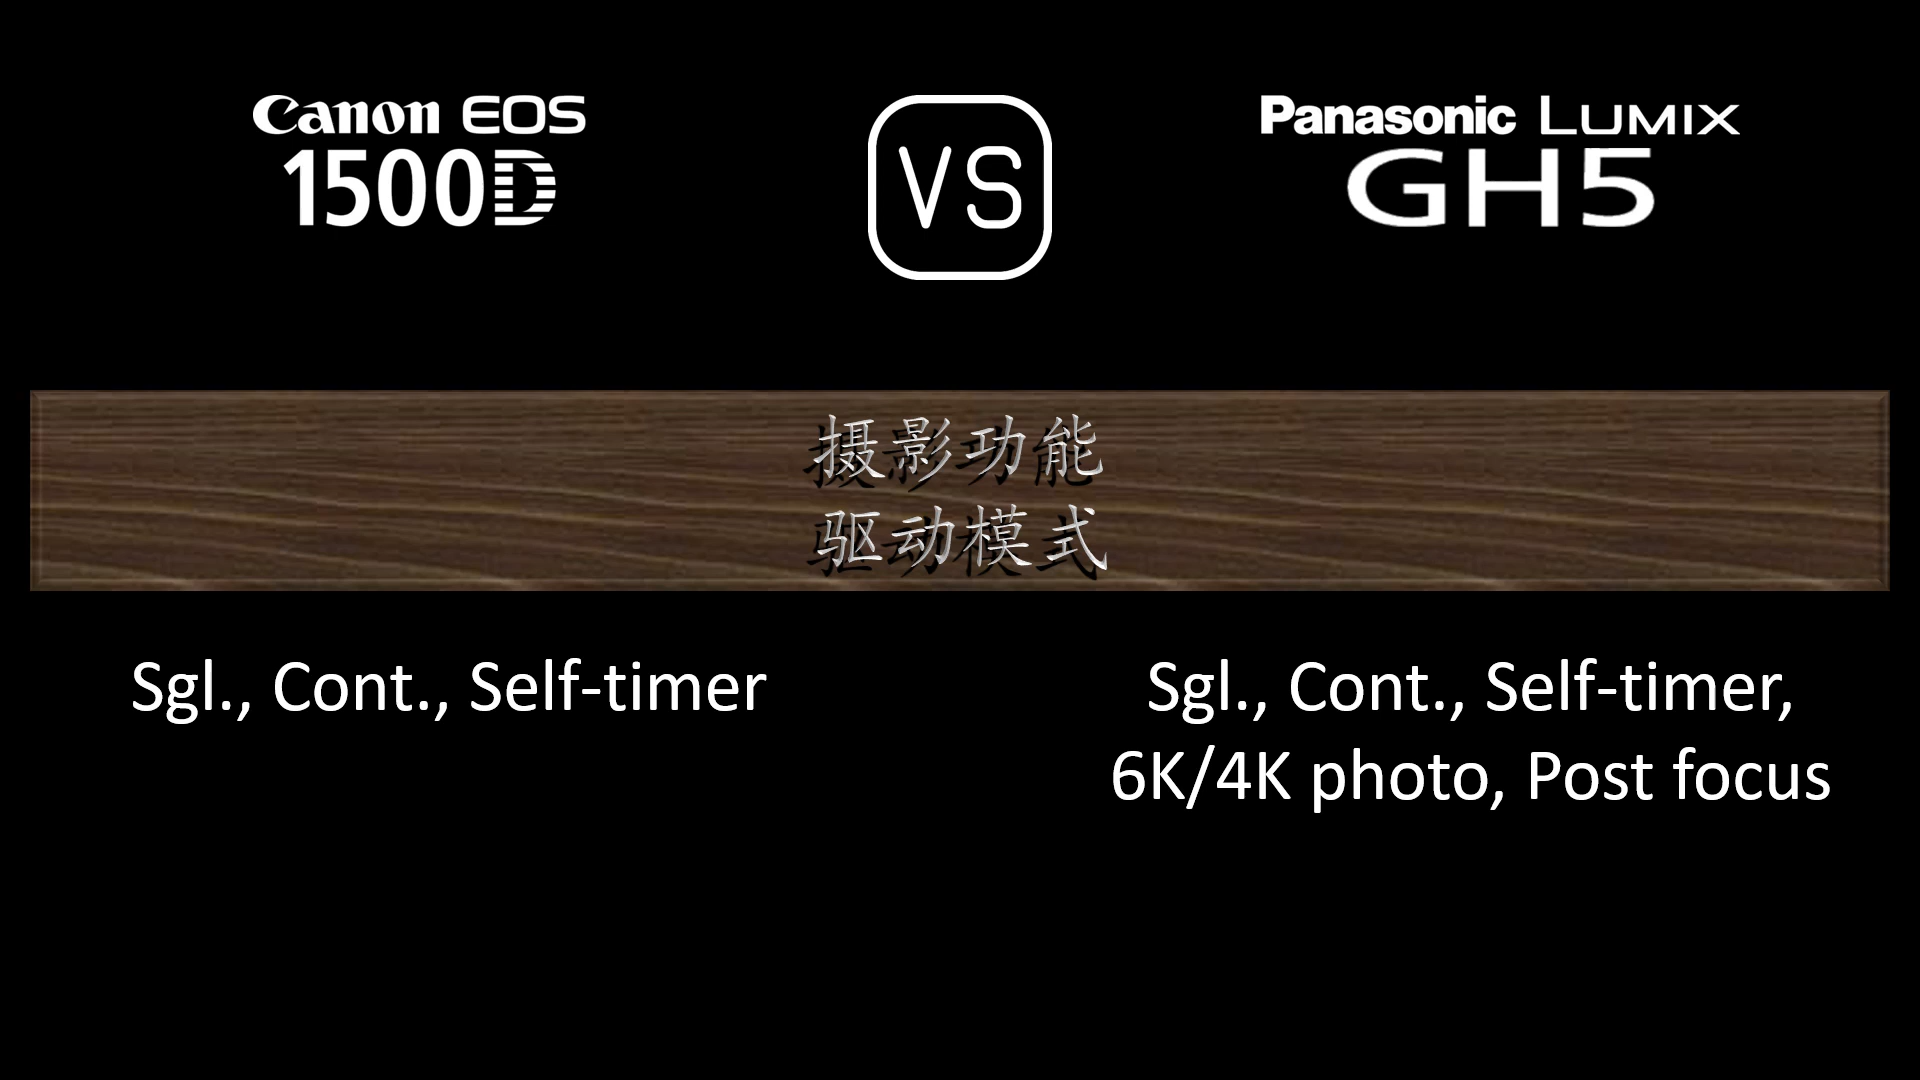 Canon EOS
1500D
VS
Panasonic LUMIX
GH5
摄影功能
驱动模式
Sgl., Cont., Self-timer
Sgl., Cont., Self-timer,
6K/4K photo, Post focus